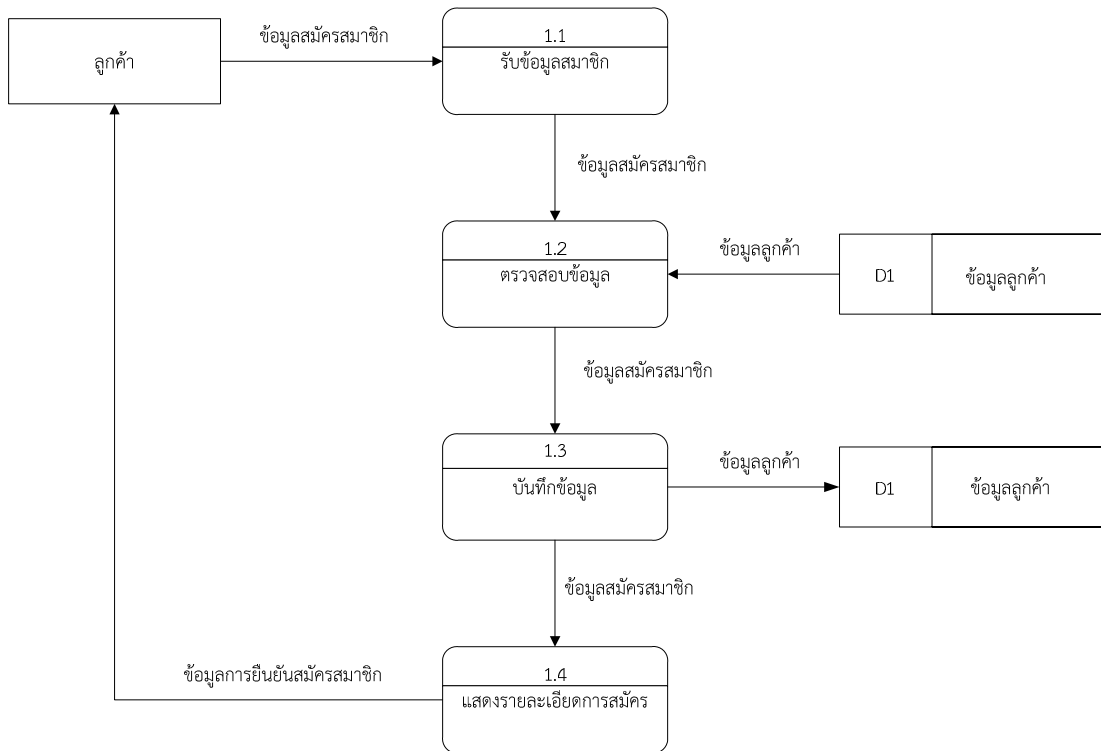 ลูกค้า
ข้อมูลสมัครสมาชิก
1.1
รับข้อมูลสมาชิก
ข้อมูลสมัครสมาชิก
1.2
ตรวจสอบข้อมูล
ข้อมูลลูกค้า
D1
ข้อมูลลูกค้า
ข้อมูลสมัครสมาชิก
1.3
บันทึกข้อมูล
ข้อมูลลูกค้า
D1
ข้อมูลลูกค้า
ข้อมูลสมัครสมาชิก
1.4
แสดงรายละเอียดการสมัคร
ข้อมูลการยืนยันสมัครสมาชิก